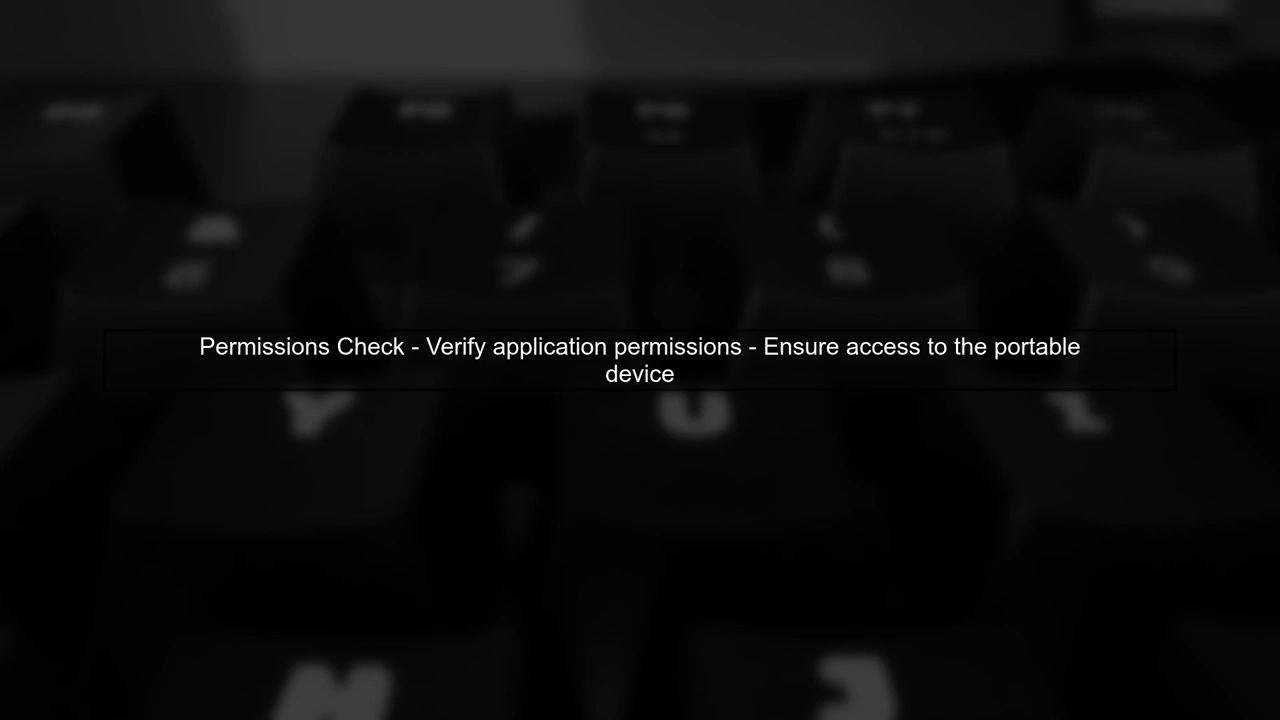 Permissions Check - Verify application permissions - Ensure access to the portable
device